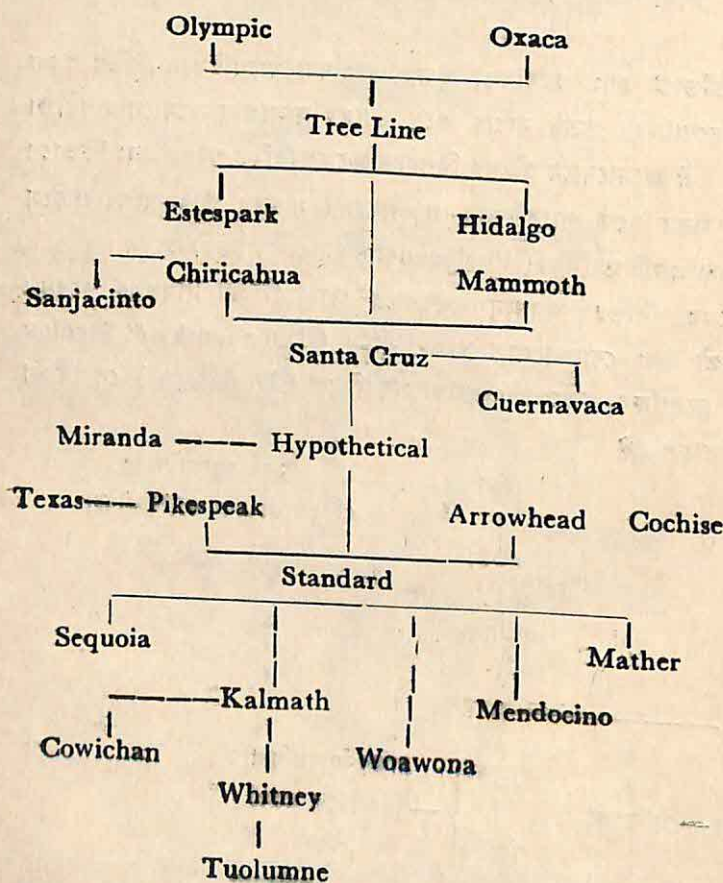 Olympic Oxaca
Tree Line
Estespark Hidalgo
Chiricahua Mammoth
Sanjacinto
Santa Cruz
Cuernavaca
Miranda Hypothetical
Texas Pikespeak Arrowhead Cochise
Standard
Sequoia Mather
Kalmath Mendocino
Cowichan Woawona
Whitney
Tuolumne